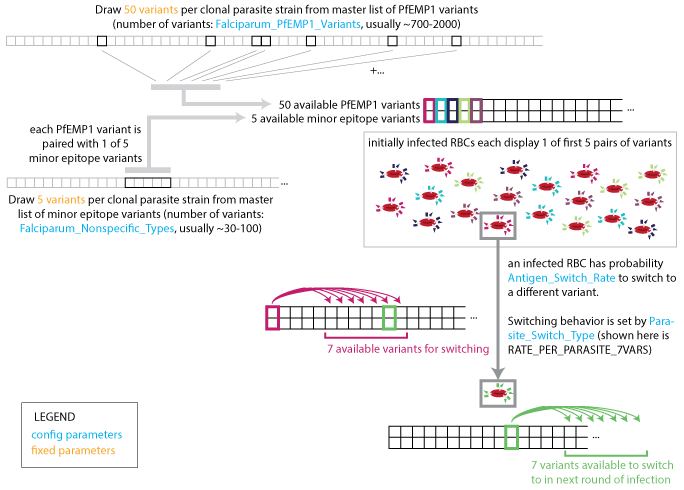 Draw 50 variants per clonal parasite strain from master list of PfEMP1 variants
(number of variants: Falciparum_PfEMP1_Variants, usually ~700-2000)
+...
50 available PfEMP1 variants
5 available minor epitope variants
...
each PfEMP1 variant is
paired with 1 of 5
minor epitope variants
initially infected RBCs each display 1 of first 5 pairs of variants
...
Draw 5 variants per clonal parasite strain from master
list of minor epitope variants (number of variants:
Falciparum_Nonspecific_Types, usually ~30-100)
an infected RBC has probability
Antigen_Switch_Rate to switch to
a different variant.
Switching behavior is set by Para-
site_Switch_Type (shown here is
RATE_PER_PARASITE_7VARS)
...
7 available variants for switching
LEGEND
config parameters
fixed parameters
...
7 variants available to switch
to in next round of infection